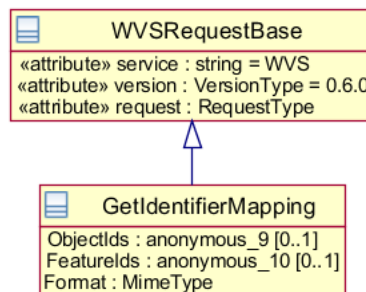 WVSRequestBase
«attribute» service : string = WVS
«attribute» version : VersionType = 0.6.0
«attribute» request : RequestType
GetIdentifierMapping
ObjectIds : anonymous_9 [0..1]
FeatureIds : anonymous_10 [0..1]
Format : MimeType